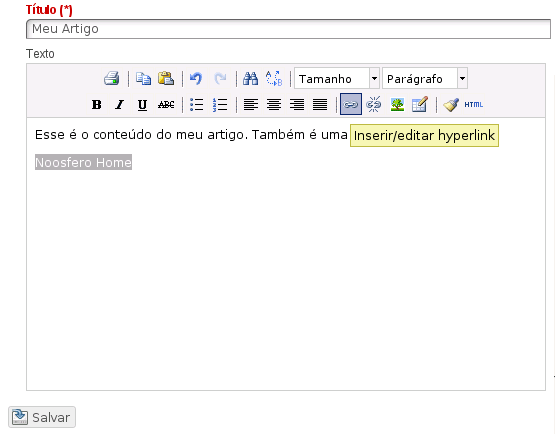 Título (*)
Meu Artigo
Texto
Tamanho Parágrafo
B I U ABC HTML
Esse é o conteúdo do meu artigo. Também é uma
Inserir/editar hyperlink
Noosfero Home
Salvar